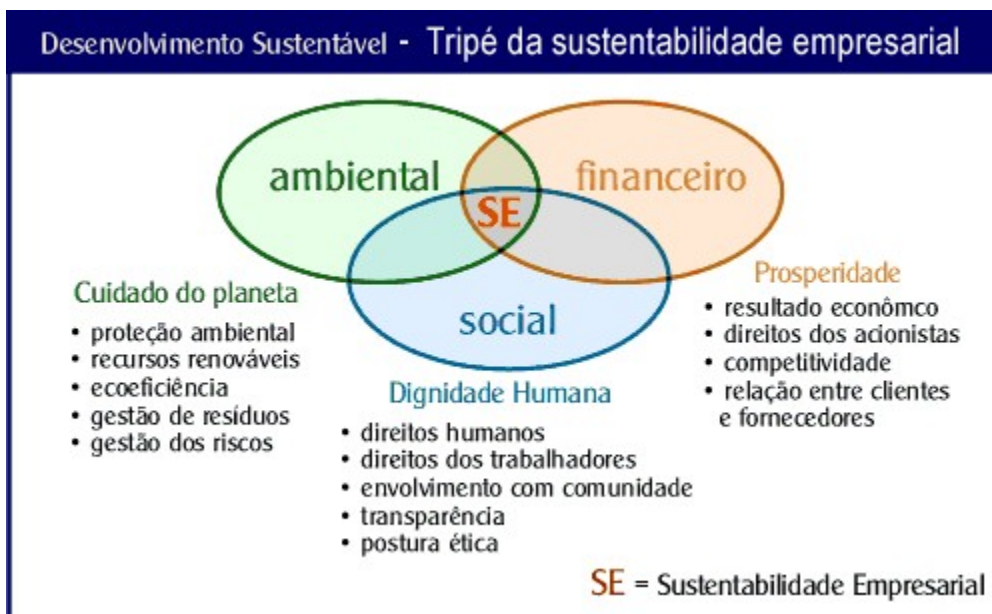 Desenvolvimento Sustentável - Tripé da sustentabilidade empresarial
ambiental
financeiro
SE
social
Cuidado do planeta
• proteção ambiental
• recursos renováveis
• ecoeficiência
• gestão de resíduos
• gestão dos riscos
Dignidade Humana
• direitos humanos
• direitos dos trabalhadores
• envolvimento com comunidade
• transparência
• postura ética
Prosperidade
• resultado econômco
• direitos dos acionistas
• competitividade
• relação entre clientes
e fornecedores
SE = Sustentabilidade Empresarial